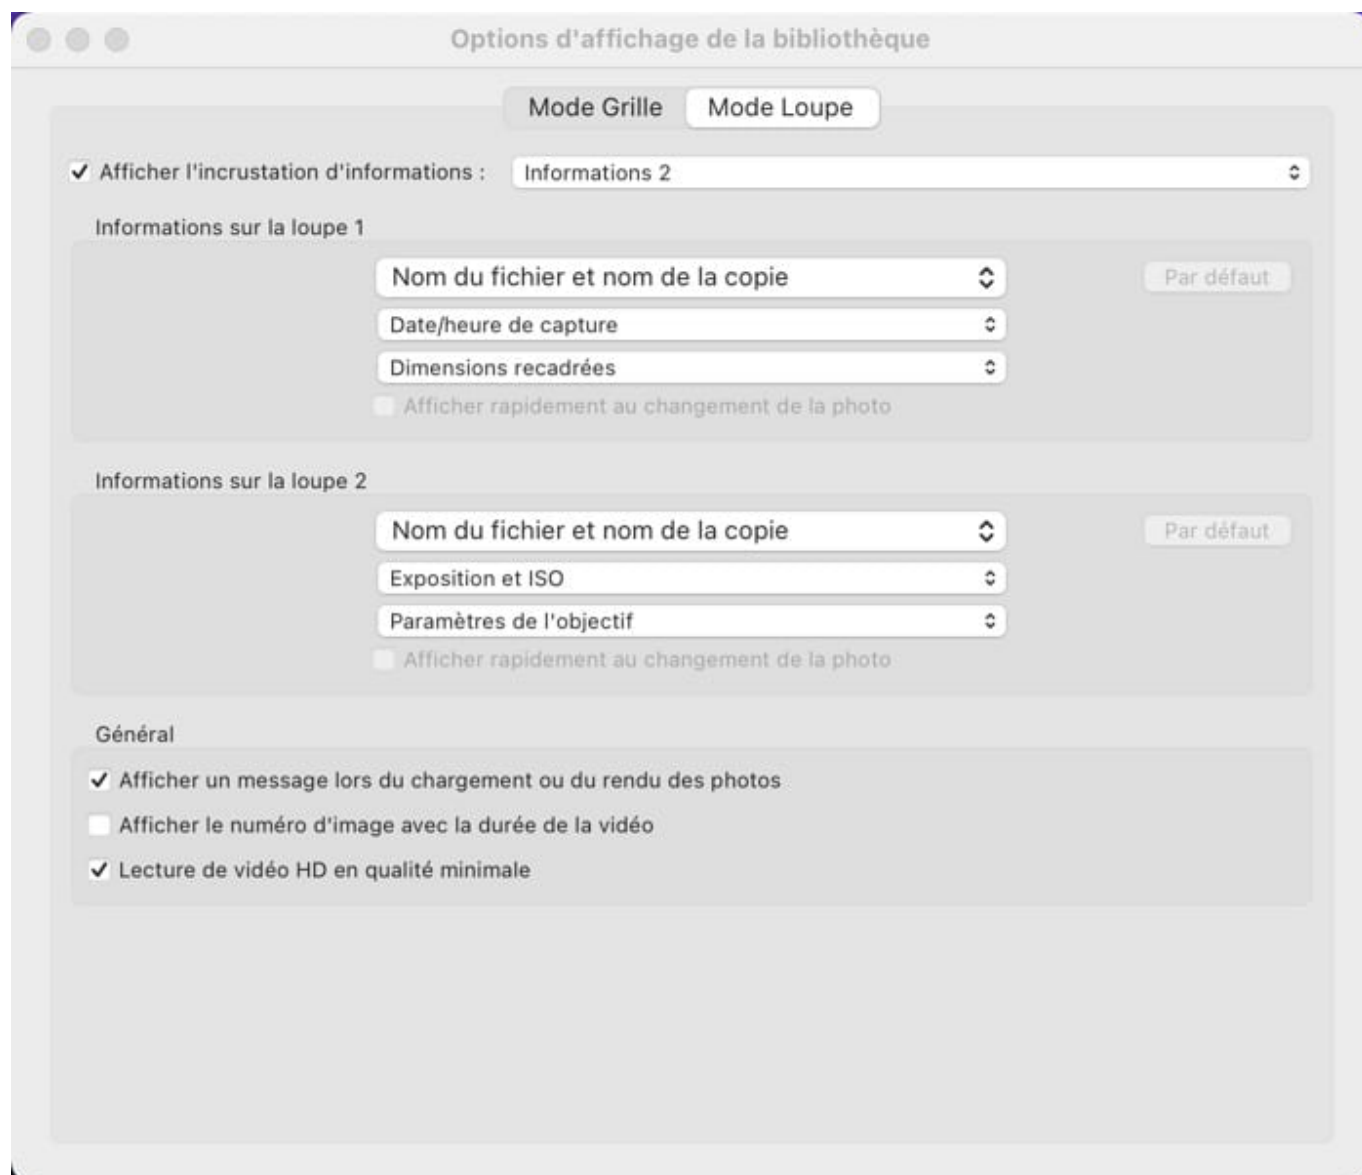 Options d'affichage de la bibliothèque
Mode Grille Mode Loupe
Afficher l'incrustation d'informations : Informations 2
Informations sur la loupe 1
Nom du fichier et nom de la copie Par défaut
Date/heure de capture
Dimensions recadrées
Afficher rapidement au changement de la photo
Informations sur la loupe 2
Nom du fichier et nom de la copie Par défaut
Exposition et ISO
Paramètres de l'objectif
Afficher rapidement au changement de la photo
Général
Afficher un message lors du chargement ou du rendu des photos
Afficher le numéro d'image avec la durée de la vidéo
Lecture de vidéo HD en qualité minimale